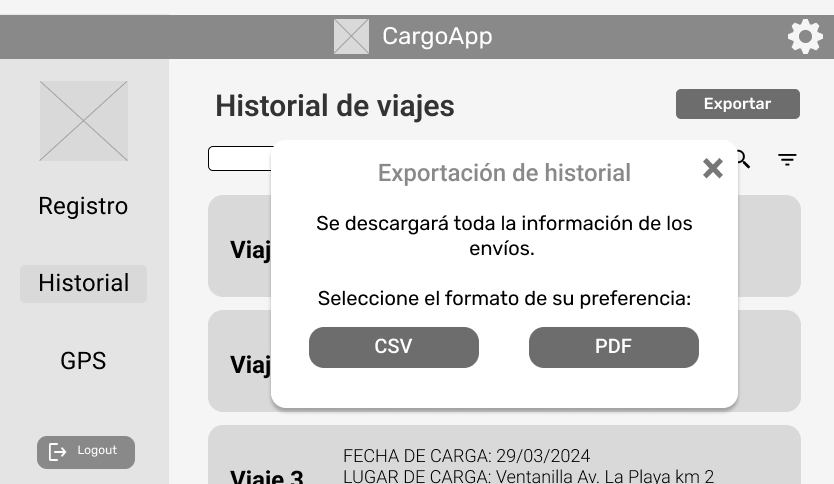 CargoApp
Historial de viajes
Exportar
Registro
Historial
GPS
Logout
Exportación de historial
Se descargará toda la información de los
envíos.
Seleccione el formato de su preferencia:
CSV
PDF
Viaj
Viaj
Viaje 3
FECHA DE CARGA: 29/03/2024
LUGAR DE CARGA: Ventanilla Av. La Playa km 2